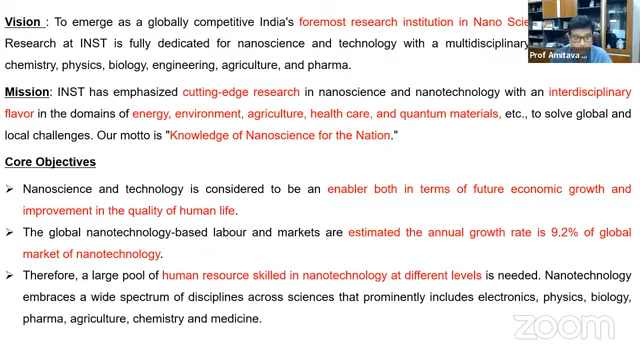 Vision : To emerge as a globally competitive India's foremost research institution in Nano
Research at INST is fully dedicated for nanoscience and technology with a multidisciplinary
chemistry, physics, biology, engineering, agriculture, and pharma.
Mission: INST has emphasized cutting-edge research in nanoscience and nanotechnology with an interdisciplinary
flavor in the domains of energy, environment, agriculture, health care, and quantum materials, etc., to solve global and
local challenges. Our motto is "Knowledge of Nanoscience for the Nation."
Core Objectives
➢ Nanoscience and technology is considered to be an enabler both in terms of future economic growth and
improvement in the quality of human life.
➢ The global nanotechnology-based labour and markets are estimated the annual growth rate is 9.2% of global
market of nanotechnology.
➢ Therefore, a large pool of human resource skilled in nanotechnology at different levels is needed. Nanotechnology
embraces a wide spectrum of disciplines across sciences that prominently includes electronics, physics, biology,
pharma, agriculture, chemistry and medicine.
Prof Amitava
zoom